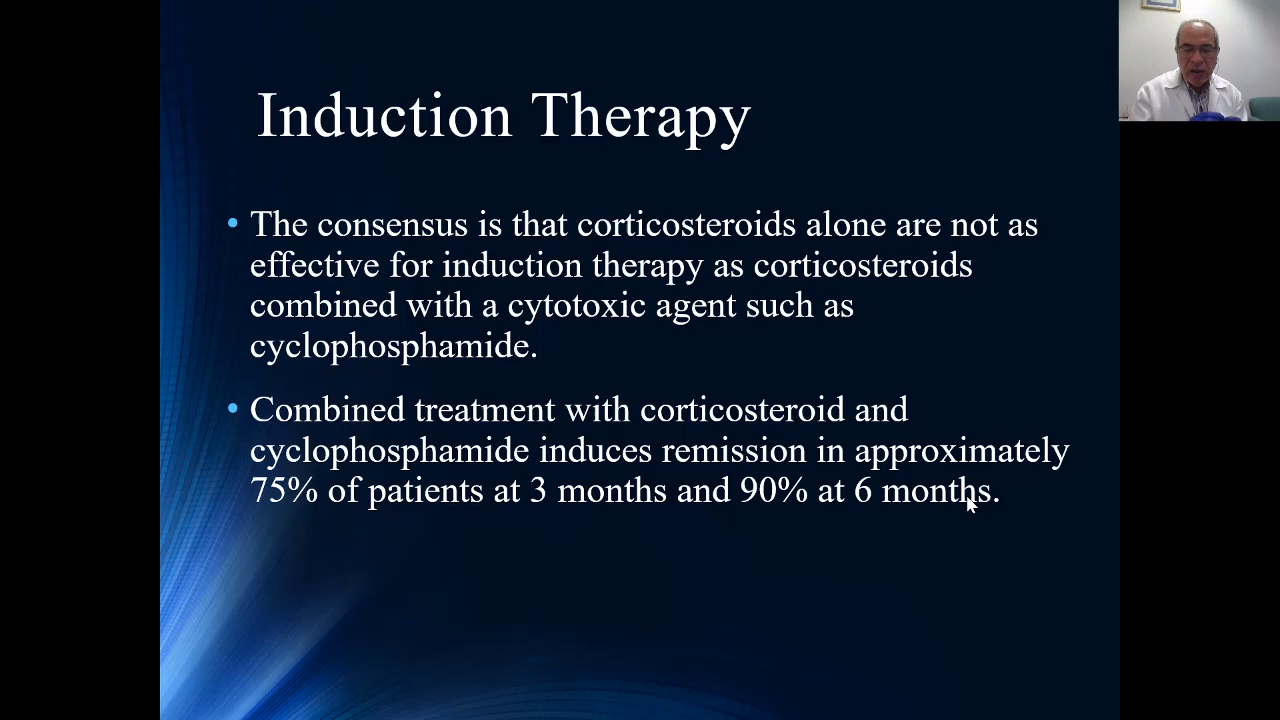 Induction Therapy
• The consensus is that corticosteroids alone are not as
effective for induction therapy as corticosteroids
combined with a cytotoxic agent such as
cyclophosphamide.
• Combined treatment with corticosteroid and
cyclophosphamide induces remission in approximately
75% of patients at 3 months and 90% at 6 months.